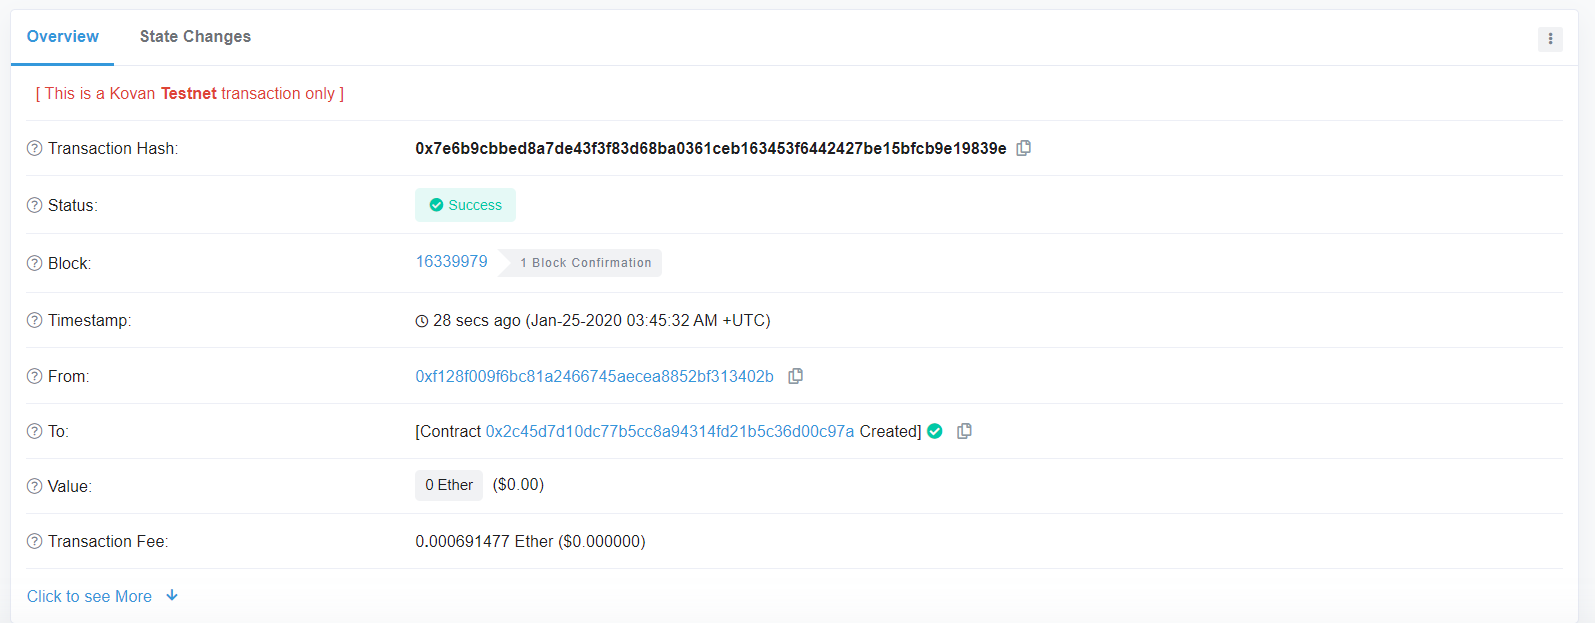 Overview State Changes
[ This is a Kovan Testnet transaction only ]
Transaction Hash: 0x7e6b9cbbed8a7de43f3f83d68ba0361ceb163453f6442427be15bfcb9e19839e
Status: Success
Block: 16339979 1 Block Confirmation
Timestamp: 28 secs ago (Jan-25-2020 03:45:32 AM +UTC)
From: 0xf128f009f6bc81a2466745aecea8852bf313402b
To: [Contract 0x2c45d7d10dc77b5cc8a94314fd21b5c36d00c97a Created]
Value: 0 Ether ($0.00)
Transaction Fee: 0.000691477 Ether ($0.000000)
Click to see More